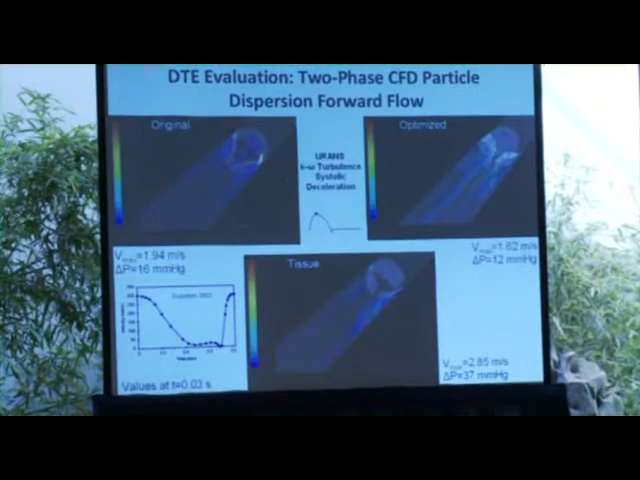 DTE Evaluation: Two-Phase CFD Particle
Dispersion Forward Flow
Original
URANS
k-ω Turbulence
Systolic
Deceleration
Optimized
Vmax=1.94 m/s
ΔP=16 mmHg
Vmax=1.62 m/s
ΔP=12 mmHg
Tissue
Vmax=2.85 m/s
ΔP=37 mmHg
Values at t=0.03 s